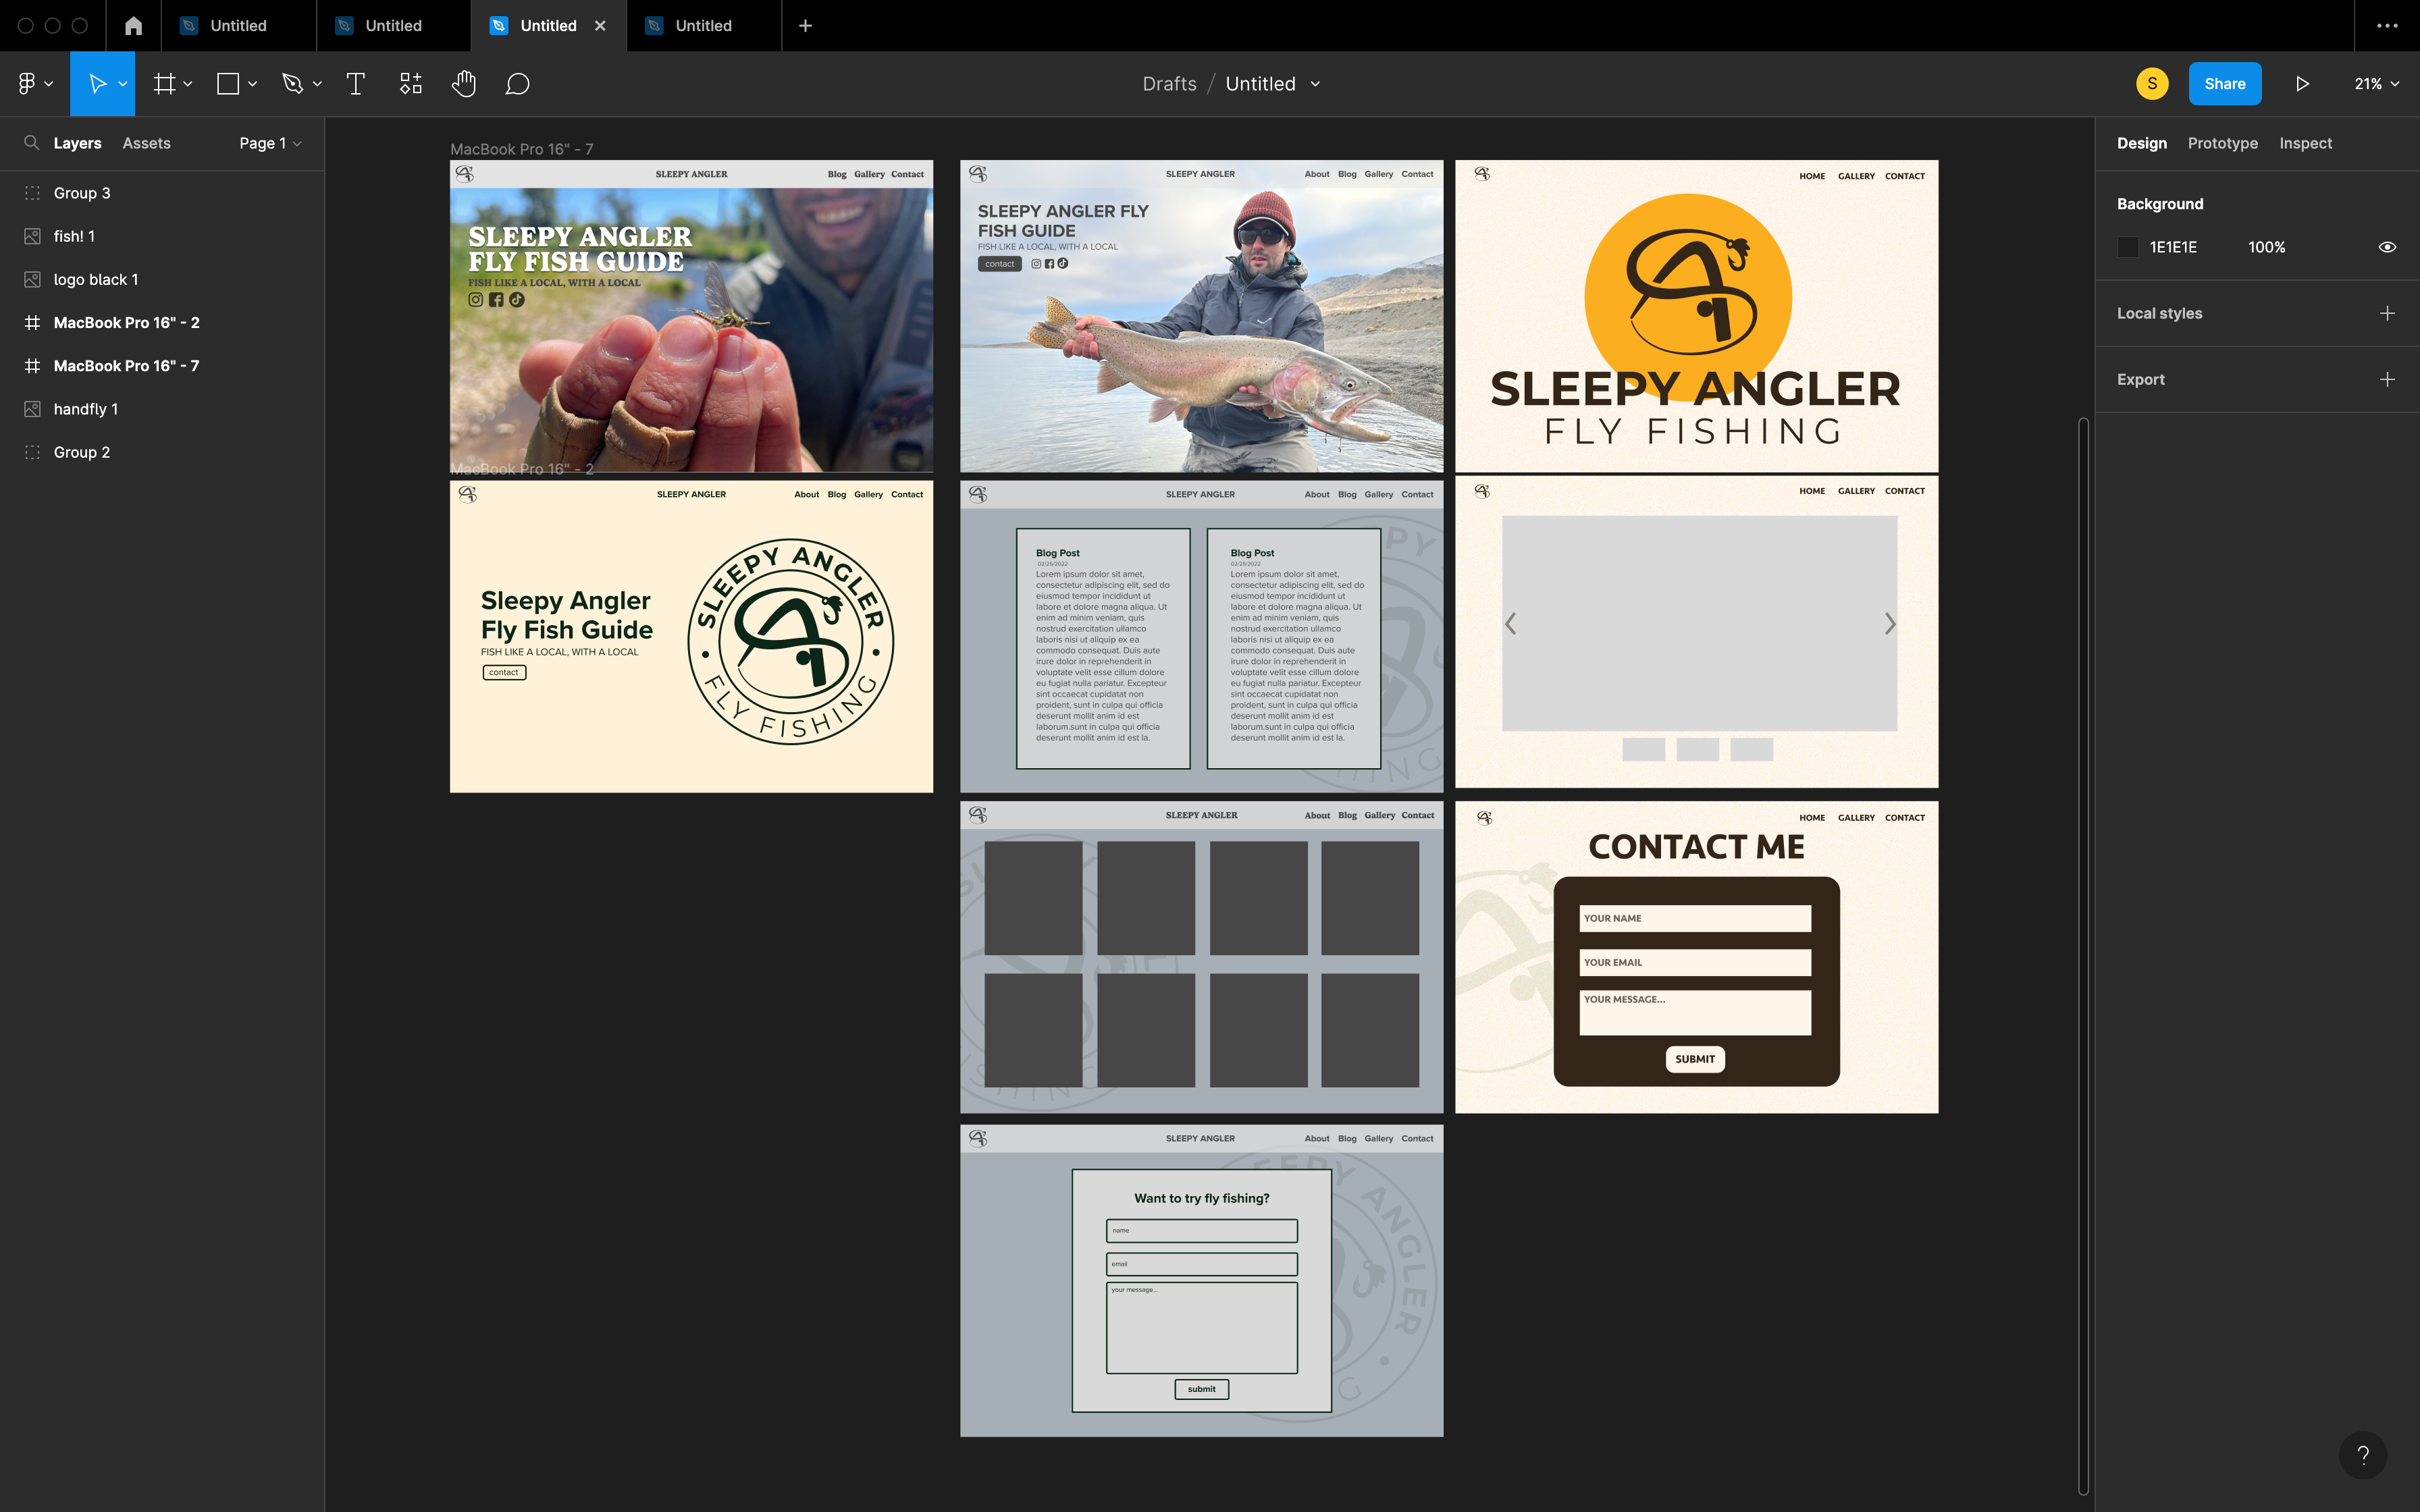 Untitled
Untitled
Untitled
Untitled
Drafts / Untitled
S
Share
21%
Layers
Assets
Page 1
Group 3
fish! 1
logo black 1
MacBook Pro 16" - 2
MacBook Pro 16" - 7
handfly 1
Group 2
Design
Prototype
Inspect
Background
1E1E1E 100%
Local styles
Export
?
MacBook Pro 16" - 7
SLEEPY ANGLER
Blog Gallery Contact
SLEEPY ANGLER
FLY FISH GUIDE
FISH LIKE A LOCAL, WITH A LOCAL
MacBook Pro 16" - 2
SLEEPY ANGLER
About Blog Gallery Contact
Sleepy Angler
Fly Fish Guide
FISH LIKE A LOCAL, WITH A LOCAL
contact
SLEEPY ANGLER
FLY FISHING
SLEEPY ANGLER
About Blog Gallery Contact
SLEEPY ANGLER FLY
FISH GUIDE
FISH LIKE A LOCAL, WITH A LOCAL
contact
SLEEPY ANGLER
About Blog Gallery Contact
Blog Post
02/25/2022
Lorem ipsum dolor sit amet,
consectetur adipiscing elit, sed do
eiusmod tempor incididunt ut
labore et dolore magna aliqua. Ut
enim ad minim veniam, quis
nostrud exercitation ullamco
laboris nisi ut aliquip ex ea
commodo consequat. Duis aute
irure dolor in reprehenderit in
voluptate velit esse cillum dolore
eu fugiat nulla pariatur. Excepteur
sint occaecat cupidatat non
proident, sunt in culpa qui officia
deserunt mollit anim id est
laborum.sunt in culpa qui officia
deserunt mollit anim id est la.
Blog Post
02/25/2022
Lorem ipsum dolor sit amet,
consectetur adipiscing elit, sed do
eiusmod tempor incididunt ut
labore et dolore magna aliqua. Ut
enim ad minim veniam, quis
nostrud exercitation ullamco
laboris nisi ut aliquip ex ea
commodo consequat. Duis aute
irure dolor in reprehenderit in
voluptate velit esse cillum dolore
eu fugiat nulla pariatur. Excepteur
sint occaecat cupidatat non
proident, sunt in culpa qui officia
deserunt mollit anim id est
laborum.sunt in culpa qui officia
deserunt mollit anim id est la.
SLEEPY ANGLER
About Blog Gallery Contact
SLEEPY ANGLER
About Blog Gallery Contact
Want to try fly fishing?
name
email
your message...
submit
ANGLER
HOME GALLERY CONTACT
SLEEPY ANGLER
FLY FISHING
HOME GALLERY CONTACT
HOME GALLERY CONTACT
CONTACT ME
YOUR NAME
YOUR EMAIL
YOUR MESSAGE...
SUBMIT